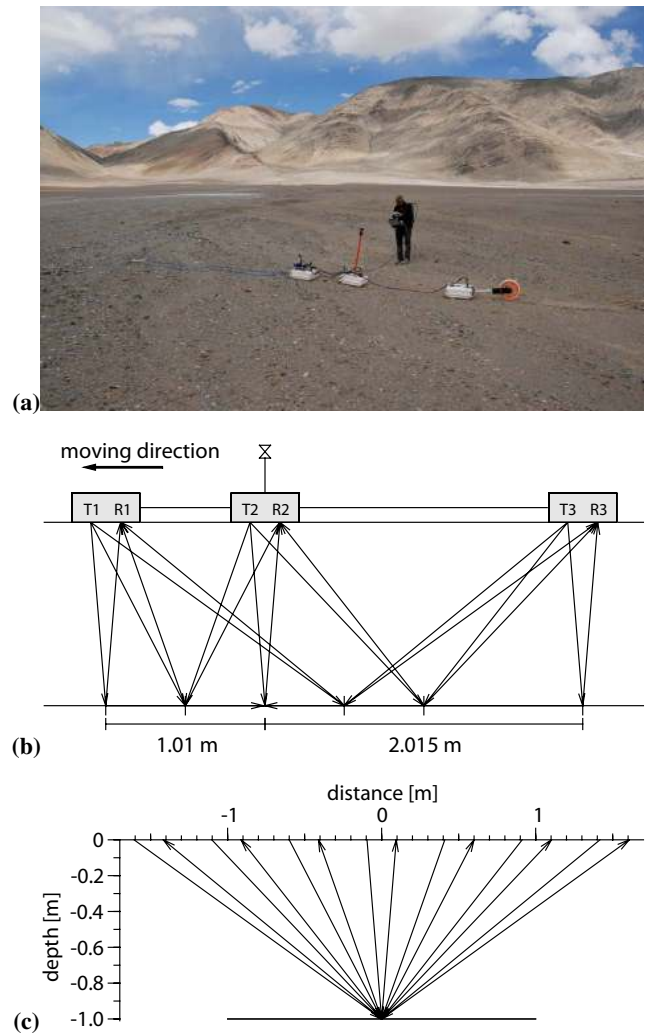 (a)
moving direction
T1 R1 T2 R2 T3 R3
(b)
1.01 m 2.015 m
distance [m]
-1 0 1
0
-0.2
-0.4
-0.6
-0.8
-1.0
depth [m]
(c)